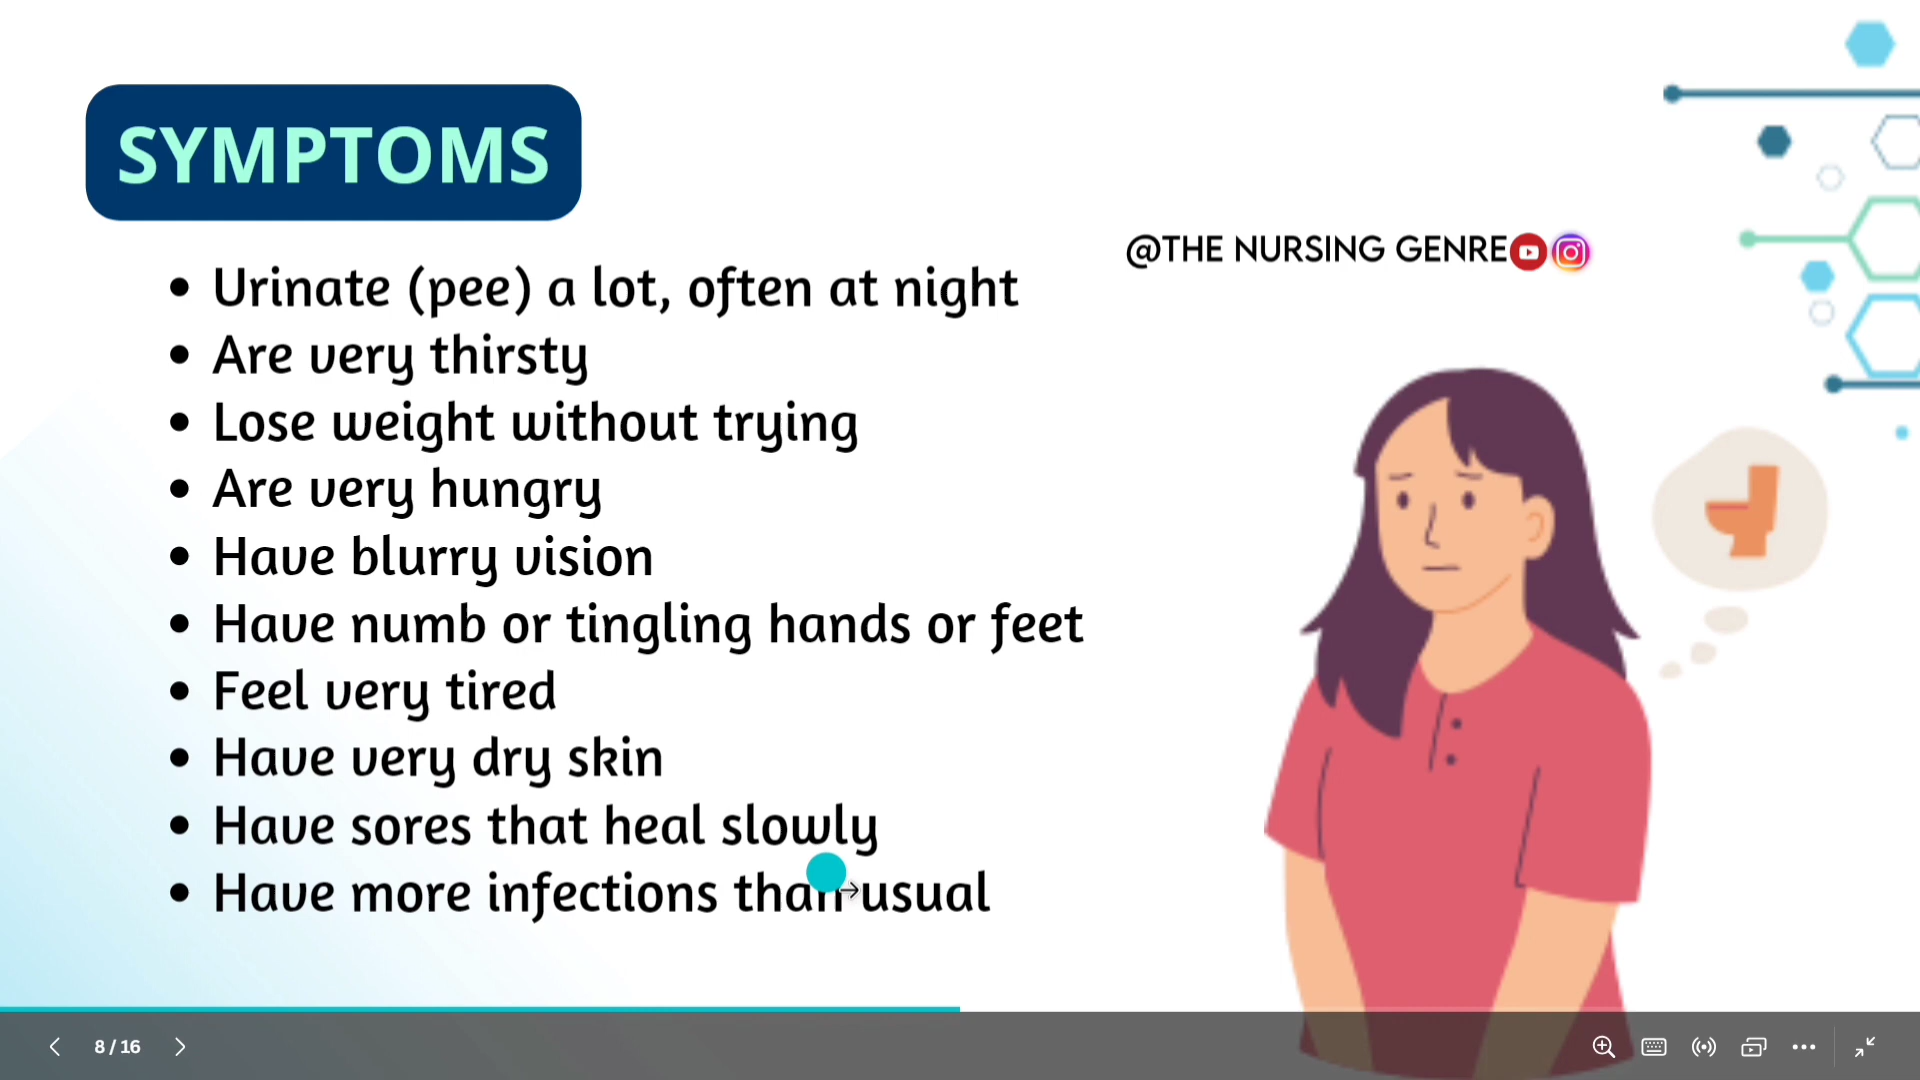 SYMPTOMS
@THE NURSING GENRE
• Urinate (pee) a lot, often at night
• Are very thirsty
• Lose weight without trying
• Are very hungry
• Have blurry vision
• Have numb or tingling hands or feet
• Feel very tired
• Have very dry skin
• Have sores that heal slowly
• Have more infections than usual
8 / 16